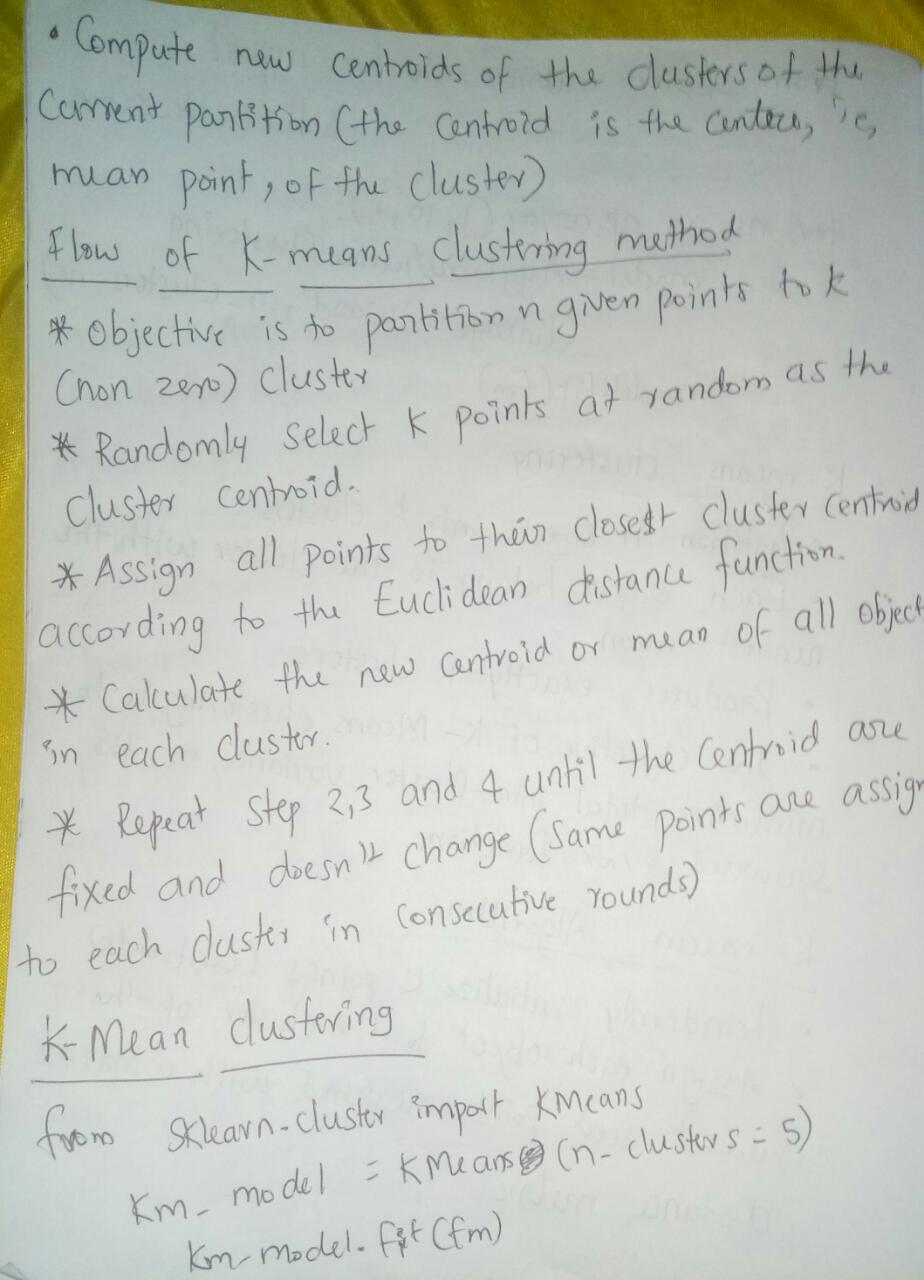 • Compute new centroids of the clusters of the
Current partition (the centroid is the center, ie,
mean point, of the cluster)
Flow of K-means clustering method
* Objective is to partition n given points to k
(non zero) cluster
* Randomly select K points at random as the
cluster centroid.
* Assign all points to their closest cluster centroid
according to the Euclidean distance function.
* Calculate the new centroid or mean of all object
in each cluster.
* Repeat Step 2,3 and 4 until the centroid are
fixed and doesn't change (Same points are assign
to each cluster in consecutive rounds)
K-Mean clustering
from Sklearn.cluster import KMeans
Km_model = KMeans (n_clusters = 5)
Km_model.fit (fm)